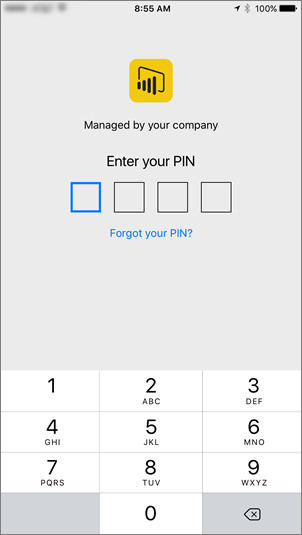 8:55 AM 100%
Managed by your company
Enter your PIN
Forgot your PIN?
1 2 3
ABC DEF
4 5 6
GHI JKL MNO
7 8 9
PQRS TUV WXYZ
0